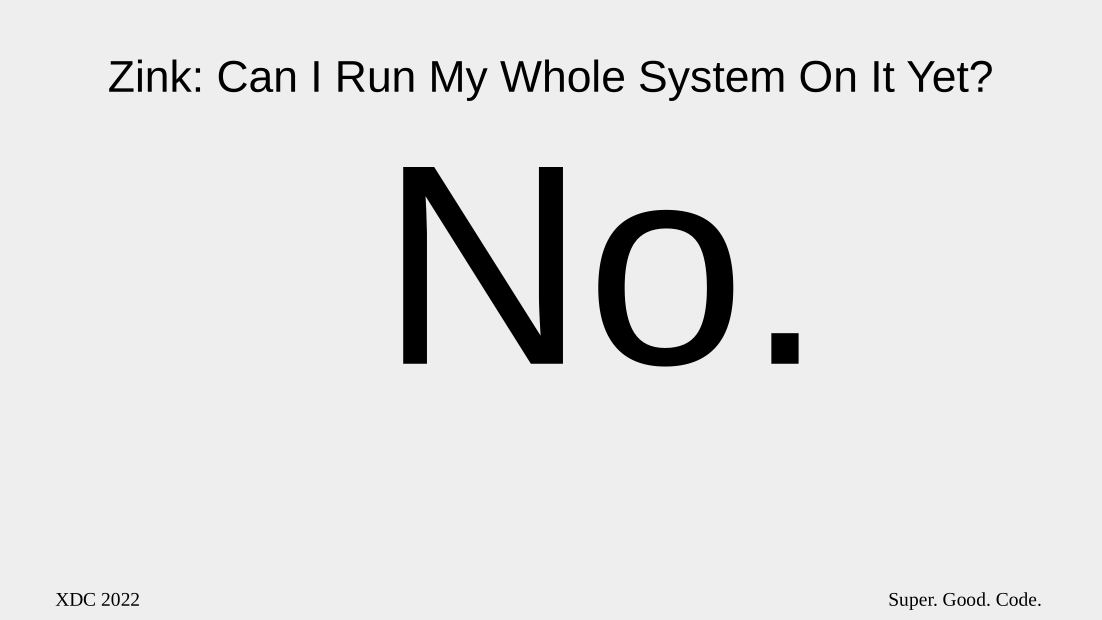 Zink: Can I Run My Whole System On It Yet?
No.
XDC 2022
Super. Good. Code.